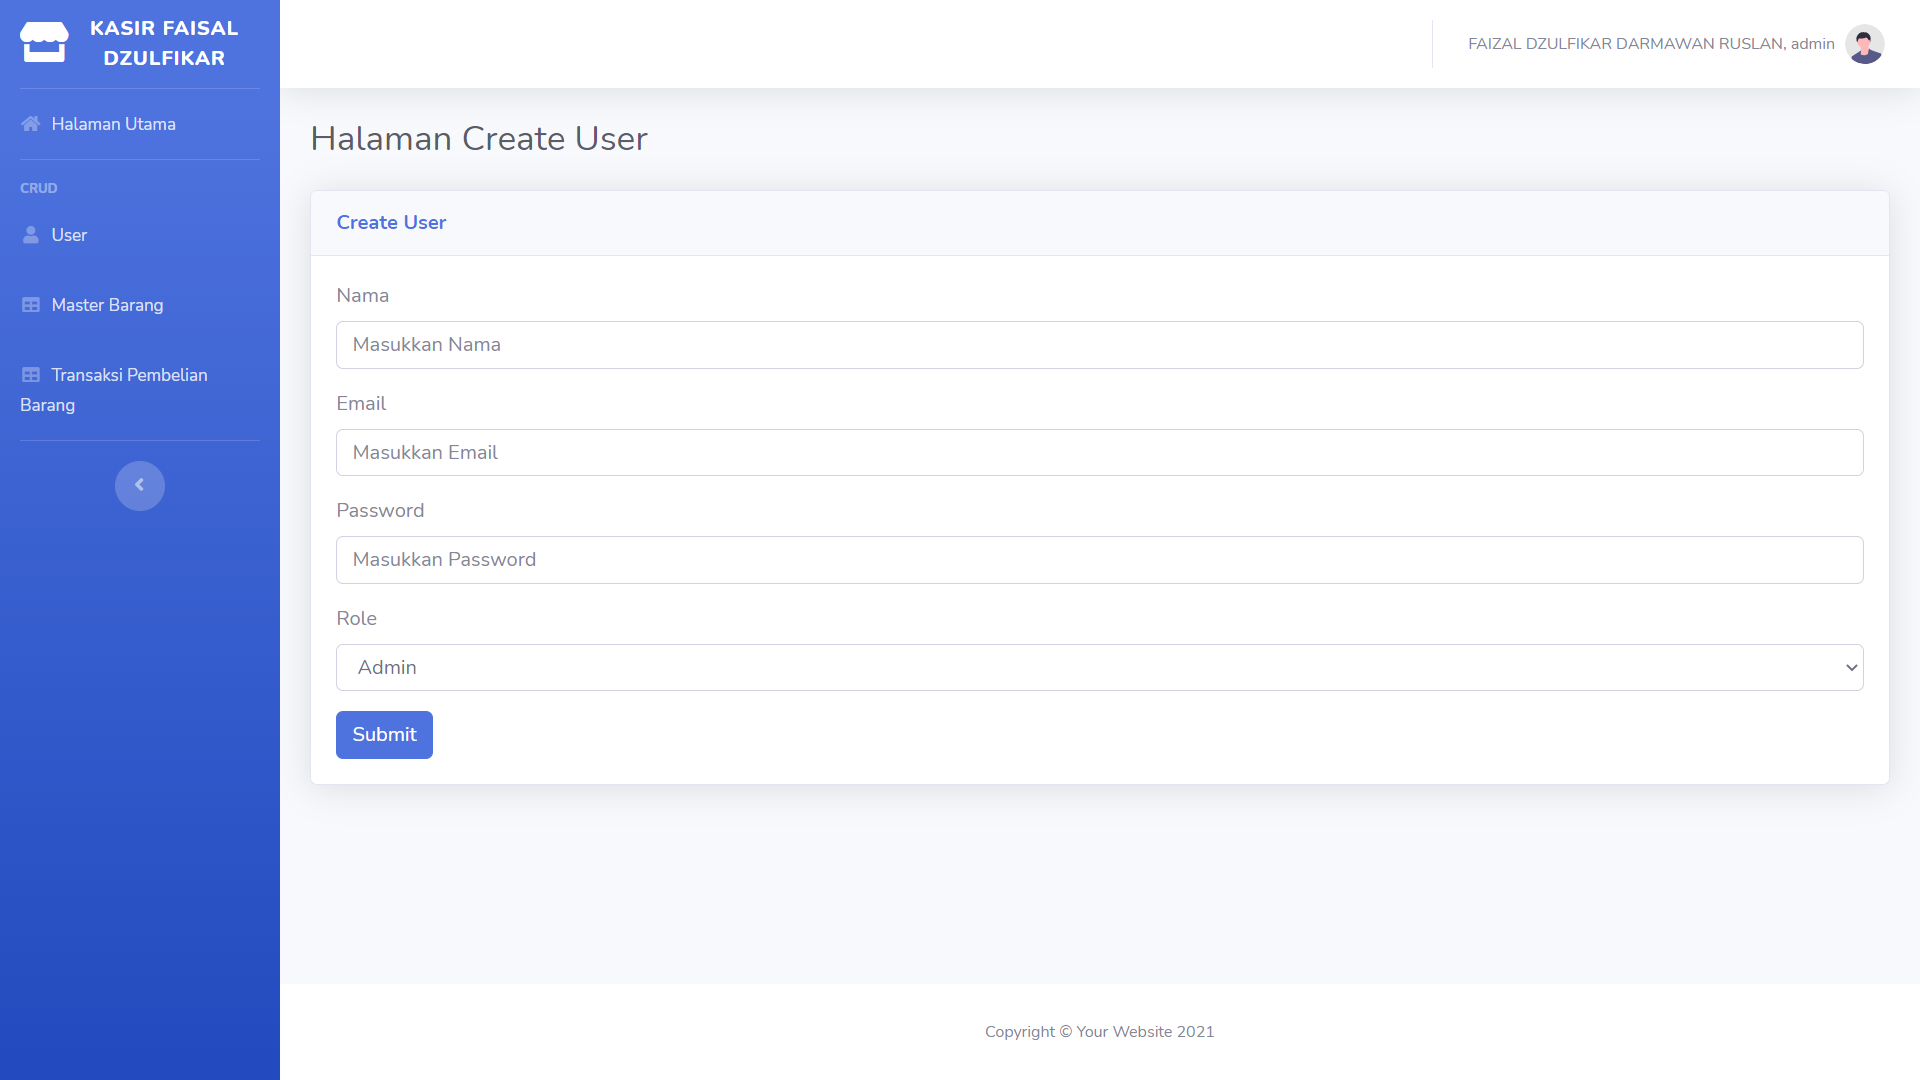 KASIR FAISAL
DZULFIKAR
Halaman Utama
CRUD
User
Master Barang
Transaksi Pembelian
Barang
FAIZAL DZULFIKAR DARMAWAN RUSLAN, admin
Halaman Create User
Create User
Nama
Masukkan Nama
Email
Masukkan Email
Password
Masukkan Password
Role
Admin
Submit
Copyright © Your Website 2021